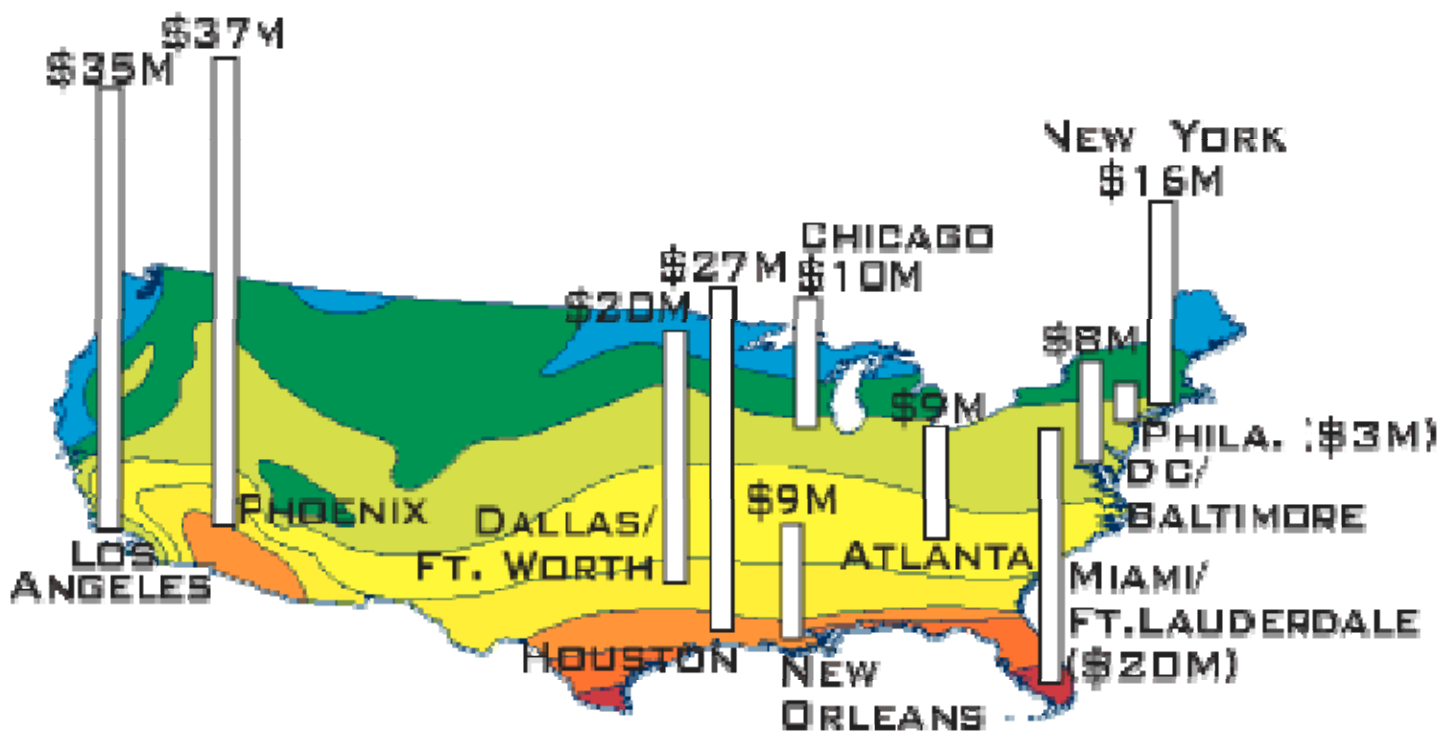 $37M
$35M
NEW YORK
$16M
CHICAGO
$10M
$27M
$20M
$8M
$9M
PHILA. ($3M)
DC/
BALTIMORE
$9M
PHOENIX
DALLAS/
FT. WORTH
ATLANTA
LOS
ANGELES
MIAMI/
FT.LAUDERDALE
($20M)
HOUSTON
NEW
ORLEANS